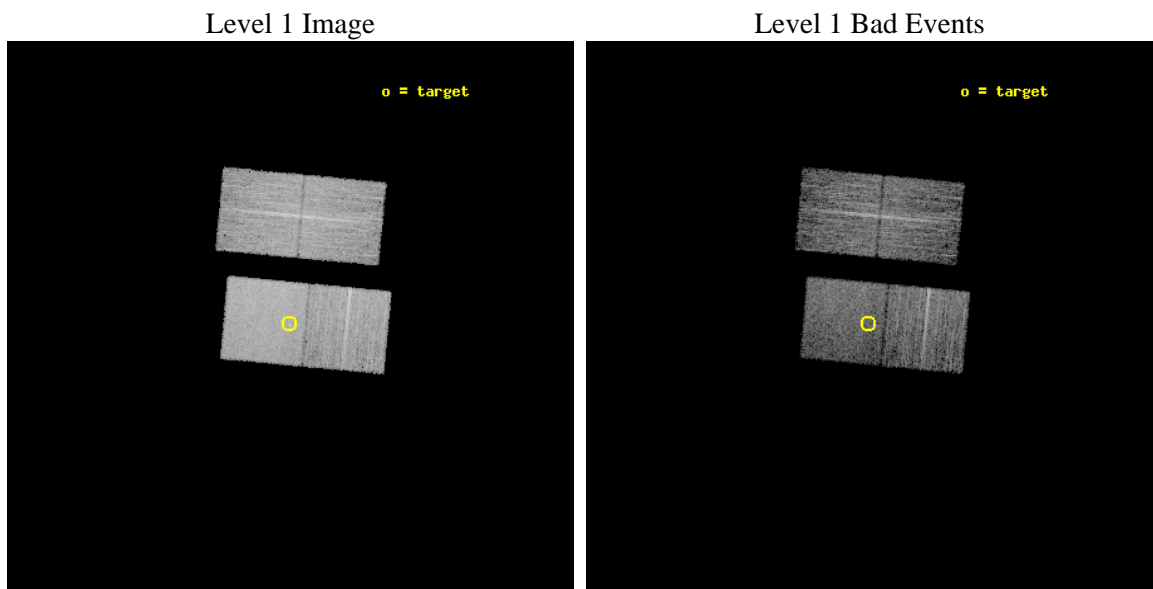 Level 1 Image
Level 1 Bad Events
o = target
o = target